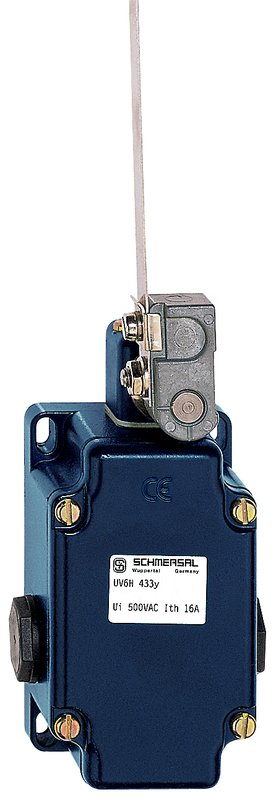 CE
SCHMERSAL
Wuppertal Germany
UV6H 433y
Ui 500VAC Ith 16A